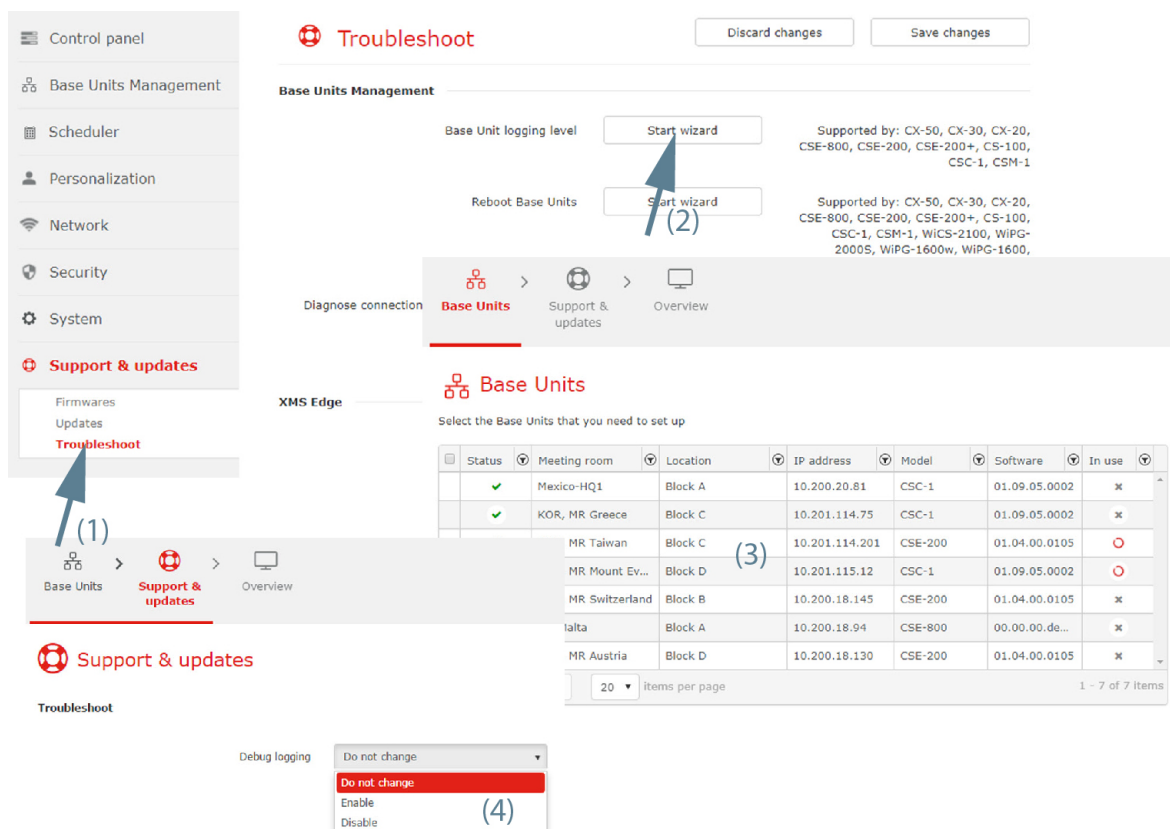 Control panel
Base Units Management
Scheduler
Personalization
Network
Security
System
Support & updates
Firmwares
Updates
Troubleshoot
(1)
Troubleshoot
Discard changes
Save changes
Base Units Management
Base Unit logging level
Start wizard
Supported by: CX-50, CX-30, CX-20,
CSE-800, CSE-200, CSE-200+, CS-100,
CSC-1, CSM-1
Reboot Base Units
Start wizard
(2)
Supported by: CX-50, CX-30, CX-20,
CSE-800, CSE-200, CSE-200+, CS-100,
CSC-1, CSM-1, WiCS-2100, WiPG-
2000S, WiPG-1600w, WiPG-1600,
Diagnose connection
XMS Edge
Base Units
Support &
updates
Overview
Base Units
Select the Base Units that you need to set up
Status Meeting room Location IP address Model Software In use
Mexico-HQ1 Block A 10.200.20.81 CSC-1 01.09.05.0002
KOR, MR Greece Block C 10.201.114.75 CSC-1 01.09.05.0002
MR Taiwan Block C 10.201.114.201 CSE-200 01.04.00.0105
(3)
MR Mount Ev... Block D 10.201.115.12 CSC-1 01.09.05.0002
MR Switzerland Block B 10.200.18.145 CSE-200 01.04.00.0105
Block A 10.200.18.94 CSE-800 00.00.00.de...
MR Austria Block D 10.200.18.130 CSE-200 01.04.00.0105
20 items per page
1 - 7 of 7 items
Base Units
Support &
updates
Overview
Support & updates
Troubleshoot
Debug logging
Do not change
Do not change
Enable
Disable
(4)